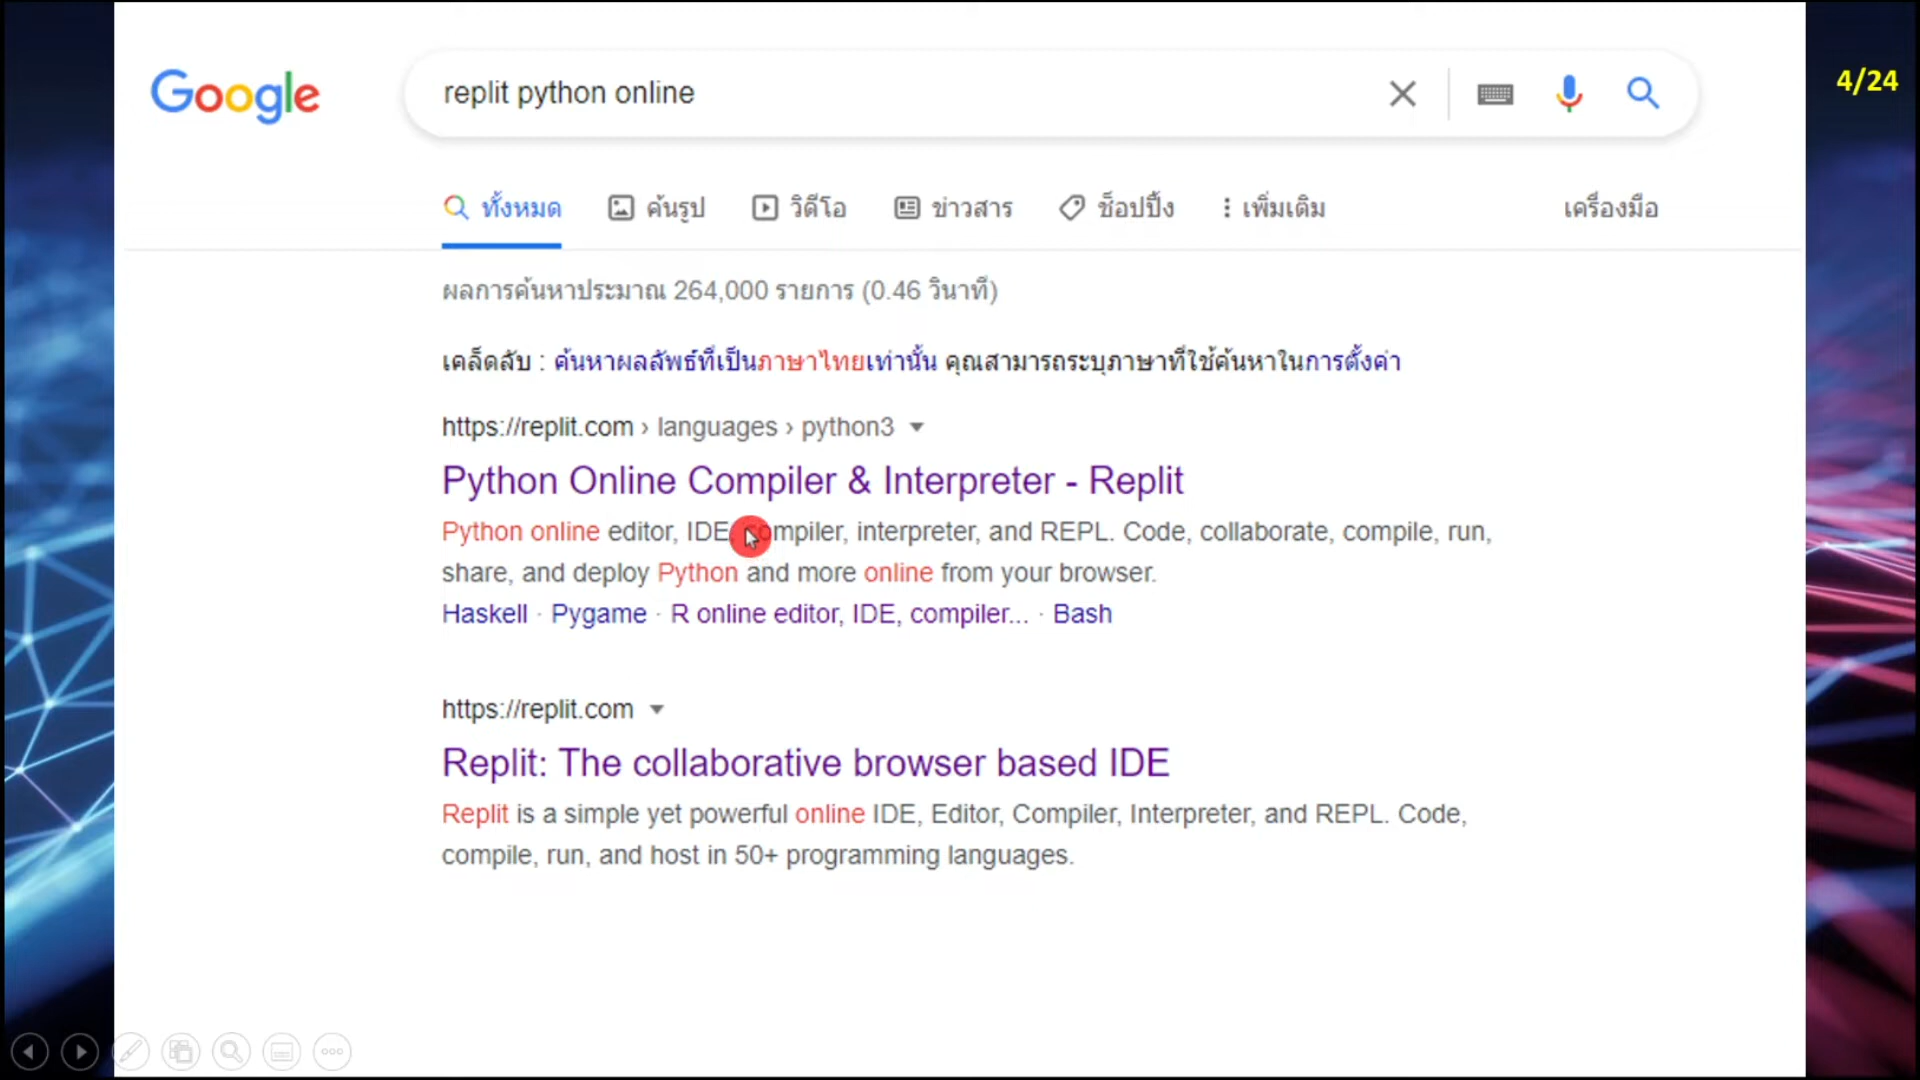 Google
replit python online
4/24
ทั้งหมด ค้นรูป วิดีโอ ข่าวสาร ช็อปปิ้ง เพิ่มเติม เครื่องมือ
ผลการค้นหาประมาณ 264,000 รายการ (0.46 วินาที)
เคล็ดลับ : ค้นหาผลลัพธ์ที่เป็นภาษาไทยเท่านั้น คุณสามารถระบุภาษาที่ใช้ค้นหาในการตั้งค่า
https://replit.com › languages › python3
Python Online Compiler & Interpreter - Replit
Python online editor, IDE, compiler, interpreter, and REPL. Code, collaborate, compile, run,
share, and deploy Python and more online from your browser.
Haskell · Pygame · R online editor, IDE, compiler... · Bash
https://replit.com
Replit: The collaborative browser based IDE
Replit is a simple yet powerful online IDE, Editor, Compiler, Interpreter, and REPL. Code,
compile, run, and host in 50+ programming languages.